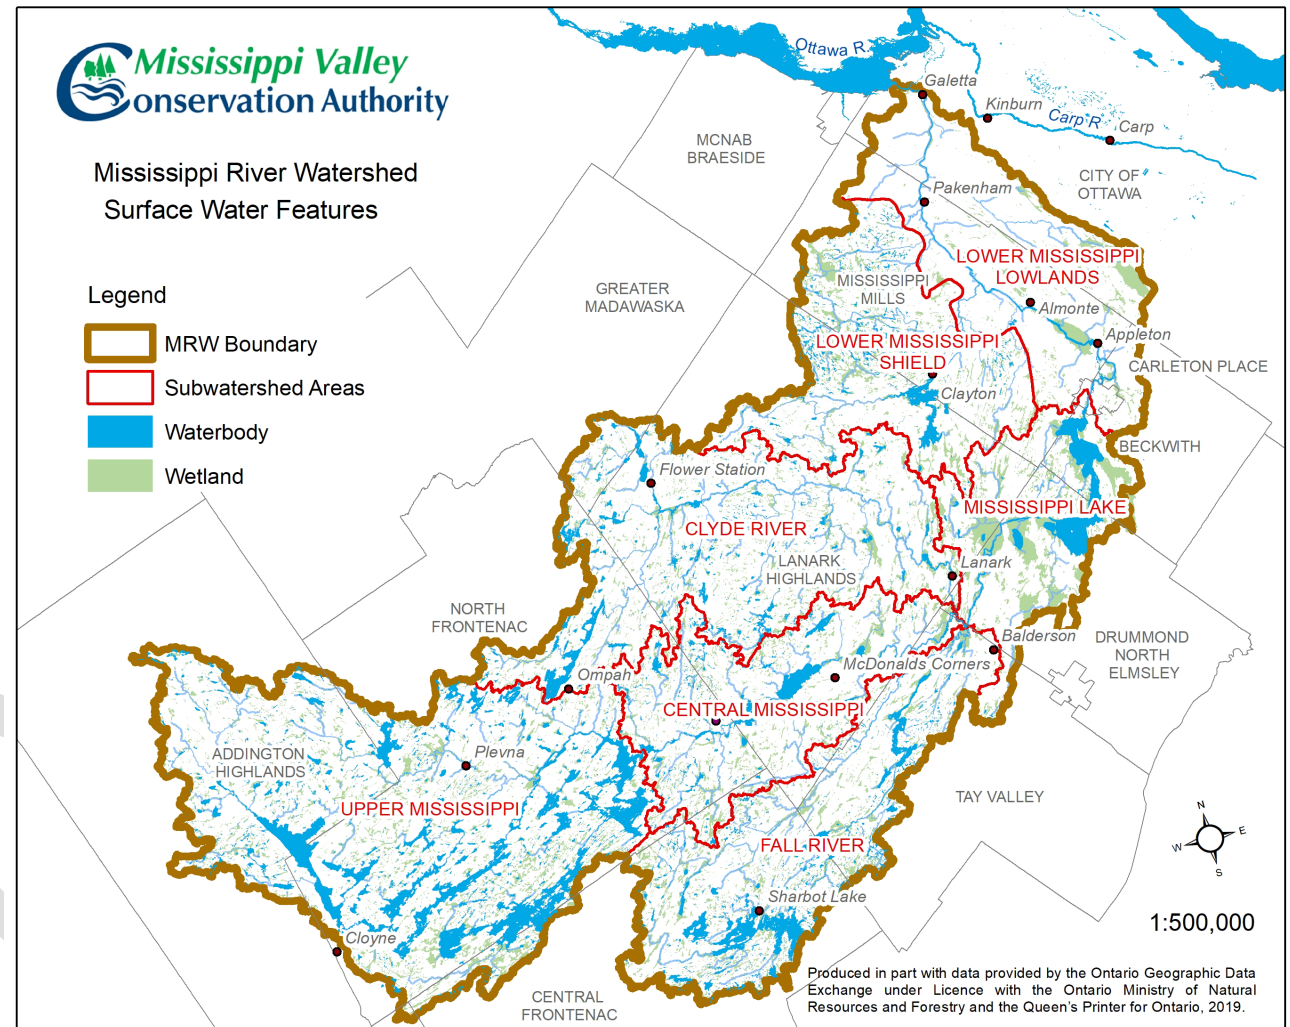 Mississippi Valley
Conservation Authority
Mississippi River Watershed
Surface Water Features
Legend
MRW Boundary
Subwatershed Areas
Waterbody
Wetland
Ottawa R.
Galetta
Kinburn
Carp R
Carp
MCNAB
BRAESIDE
CITY OF
OTTAWA
Pakenham
LOWER MISSISSIPPI
LOWLANDS
MISSISSIPPI
MILLS
GREATER
MADAWASKA
Almonte
Appleton
LOWER MISSISSIPPI
SHIELD
CARLETON PLACE
Clayton
BECKWITH
Flower Station
MISSISSIPPI LAKE
CLYDE RIVER
LANARK
HIGHLANDS
Lanark
NORTH
FRONTENAC
Balderson
DRUMMOND
NORTH
ELMSLEY
McDonalds Corners
Ompah
CENTRAL MISSISSIPPI
ADDINGTON
HIGHLANDS
Plevna
UPPER MISSISSIPPI
TAY VALLEY
FALL RIVER
N
E
W
S
Sharbot Lake
1:500,000
Cloyne
CENTRAL
FRONTENAC
Produced in part with data provided by the Ontario Geographic Data
Exchange under Licence with the Ontario Ministry of Natural
Resources and Forestry and the Queen's Printer for Ontario, 2019.